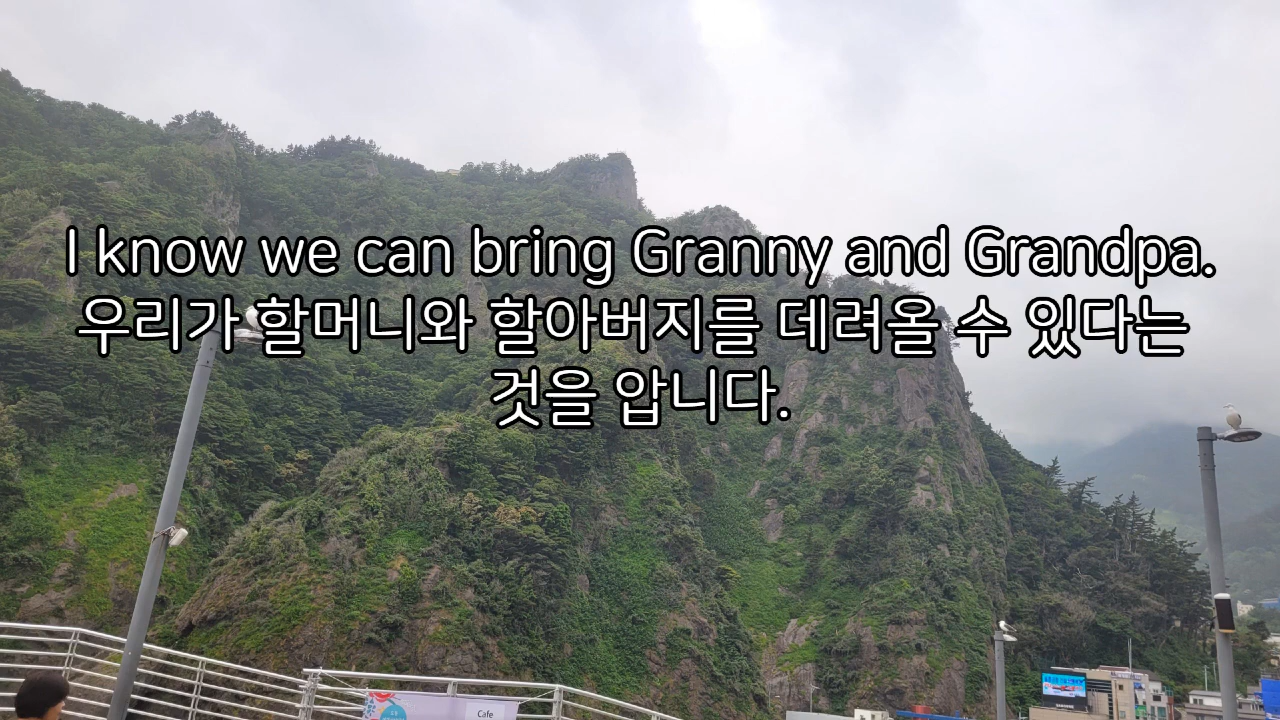 I know we can bring Granny and Grandpa.
우리가 할머니와 할아버지를 데려올 수 있다는
것을 압니다.
Cafe